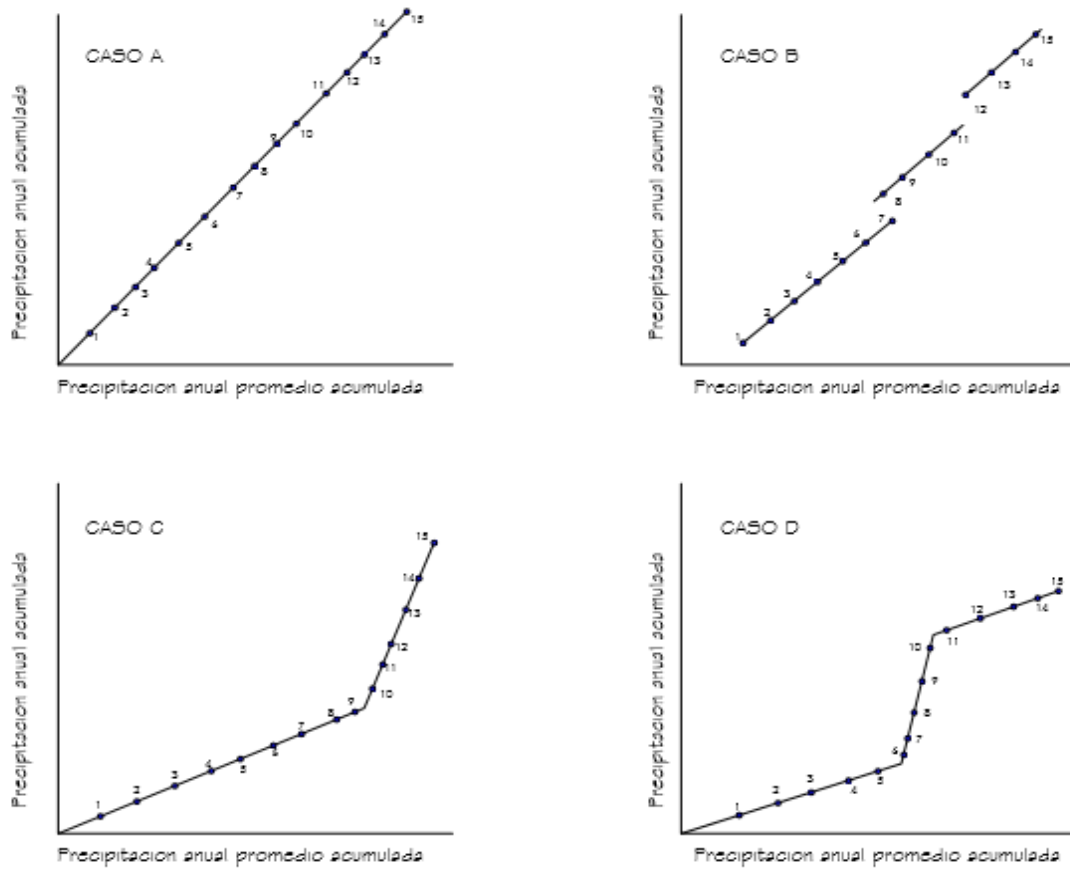 CASO A
Precipitacion anual acumulada
1 2 3 4 5 6 7 8 9 10 11 12 13 14 15
Precipitacion anual promedio acumulada
CASO B
Precipitacion anual acumulada
1 2 3 4 5 6 7 8 9 10 11 12 13 14 15
Precipitacion anual promedio acumulada
CASO C
Precipitacion anual acumulada
1 2 3 4 5 6 7 8 9 10 11 12 13 14 15
Precipitacion anual promedio acumulada
CASO D
Precipitacion anual acumulada
1 2 3 4 5 6 7 8 9 10 11 12 13 14 15
Precipitacion anual promedio acumulada